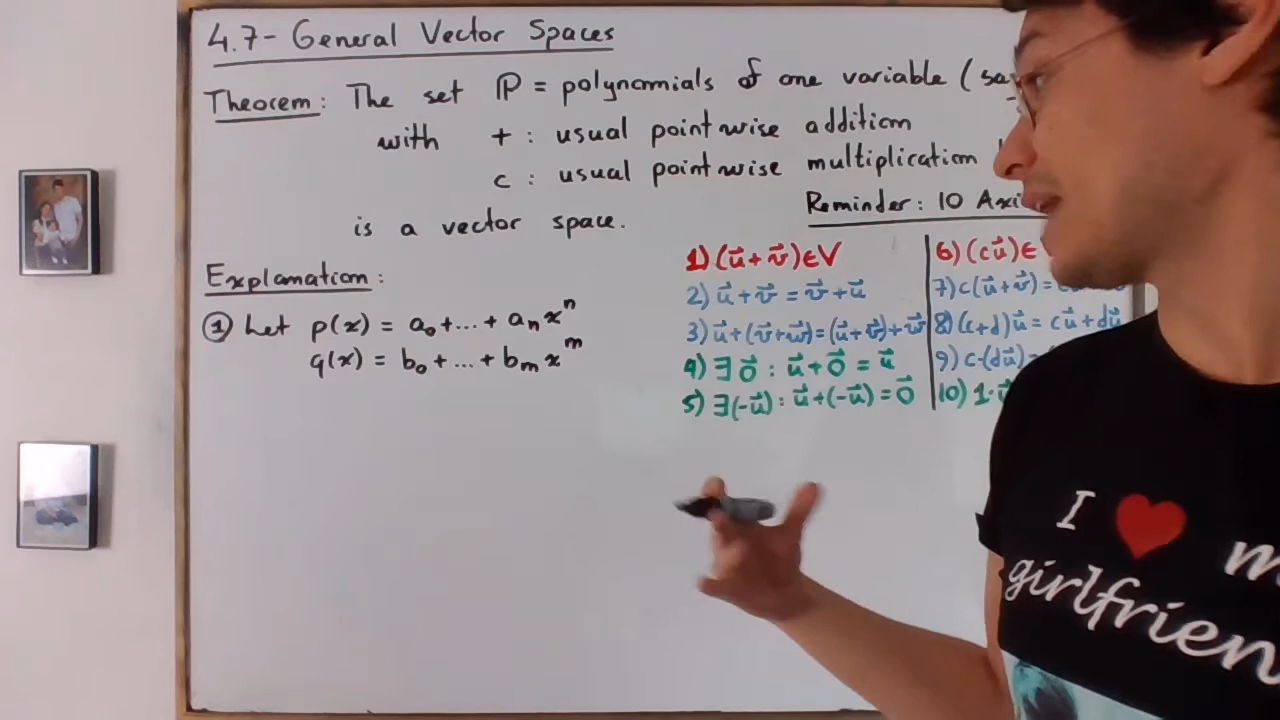 4.7- General Vector Spaces
Theorem: The set ℙ = polynomials of one variable (say
with + : usual pointwise addition
c : usual pointwise multiplication
is a vector space.
Reminder: 10 Axi
Explanation:
① Let p(x) = a₀+...+ aₙxⁿ
q(x) = b₀+...+ bₘxᵐ
1) (u⃗+v⃗)∈V
2) u⃗+v⃗ = v⃗+u⃗
3) u⃗+(v⃗+w⃗)=(u⃗+v⃗)+w⃗
4) ∃ 0⃗ : u⃗+0⃗ = u⃗
5) ∃(-u⃗) : u⃗+(-u⃗) = 0⃗
6) (cu⃗)∈
7) c(u⃗+v⃗) =
8) (c+d)u⃗ = cu⃗+du⃗
9) c·(du⃗)=
10) 1·u⃗
I ♥ m
girlfrien